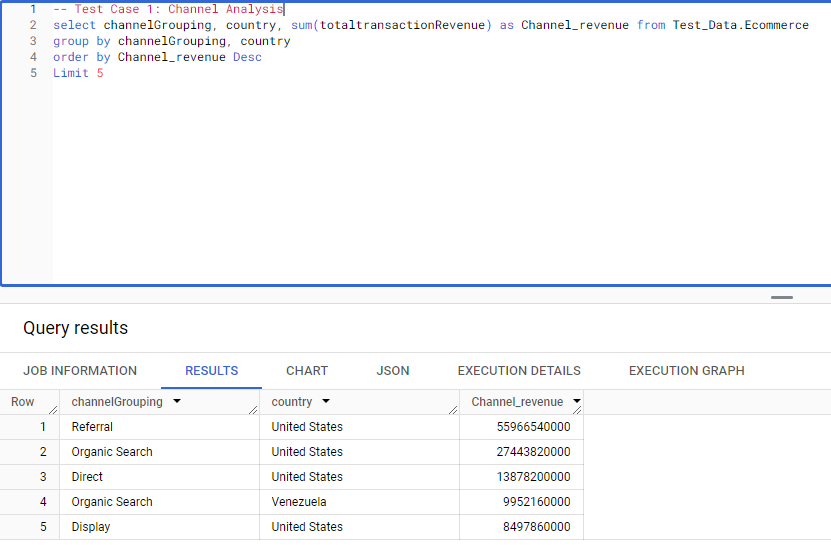 1 -- Test Case 1: Channel Analysis
2 select channelGrouping, country, sum(totaltransactionRevenue) as Channel_revenue from Test_Data.Ecommerce
3 group by channelGrouping, country
4 order by Channel_revenue Desc
5 Limit 5
Query results
JOB INFORMATION RESULTS CHART JSON EXECUTION DETAILS EXECUTION GRAPH
Row channelGrouping country Channel_revenue
1 Referral United States 55966540000
2 Organic Search United States 27443820000
3 Direct United States 13878200000
4 Organic Search Venezuela 9952160000
5 Display United States 8497860000